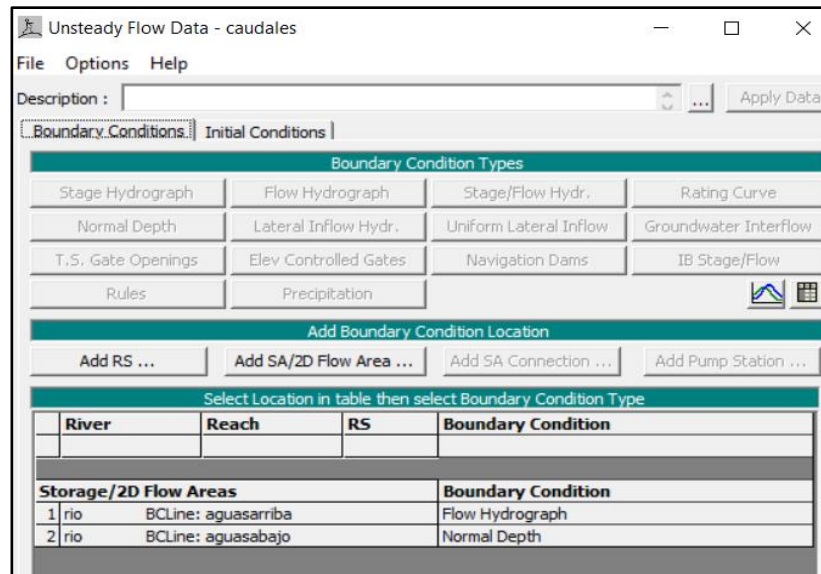 Unsteady Flow Data - caudales
File Options Help
Description : ... Apply Data
Boundary Conditions Initial Conditions
Boundary Condition Types
Stage Hydrograph Flow Hydrograph Stage/Flow Hydr. Rating Curve
Normal Depth Lateral Inflow Hydr. Uniform Lateral Inflow Groundwater Interflow
T.S. Gate Openings Elev Controlled Gates Navigation Dams IB Stage/Flow
Rules Precipitation
Add Boundary Condition Location
Add RS ... Add SA/2D Flow Area ... Add SA Connection ... Add Pump Station ...
Select Location in table then select Boundary Condition Type
River Reach RS Boundary Condition
Storage/2D Flow Areas Boundary Condition
1 rio BCLine: aguasarriba Flow Hydrograph
2 rio BCLine: aguasabajo Normal Depth